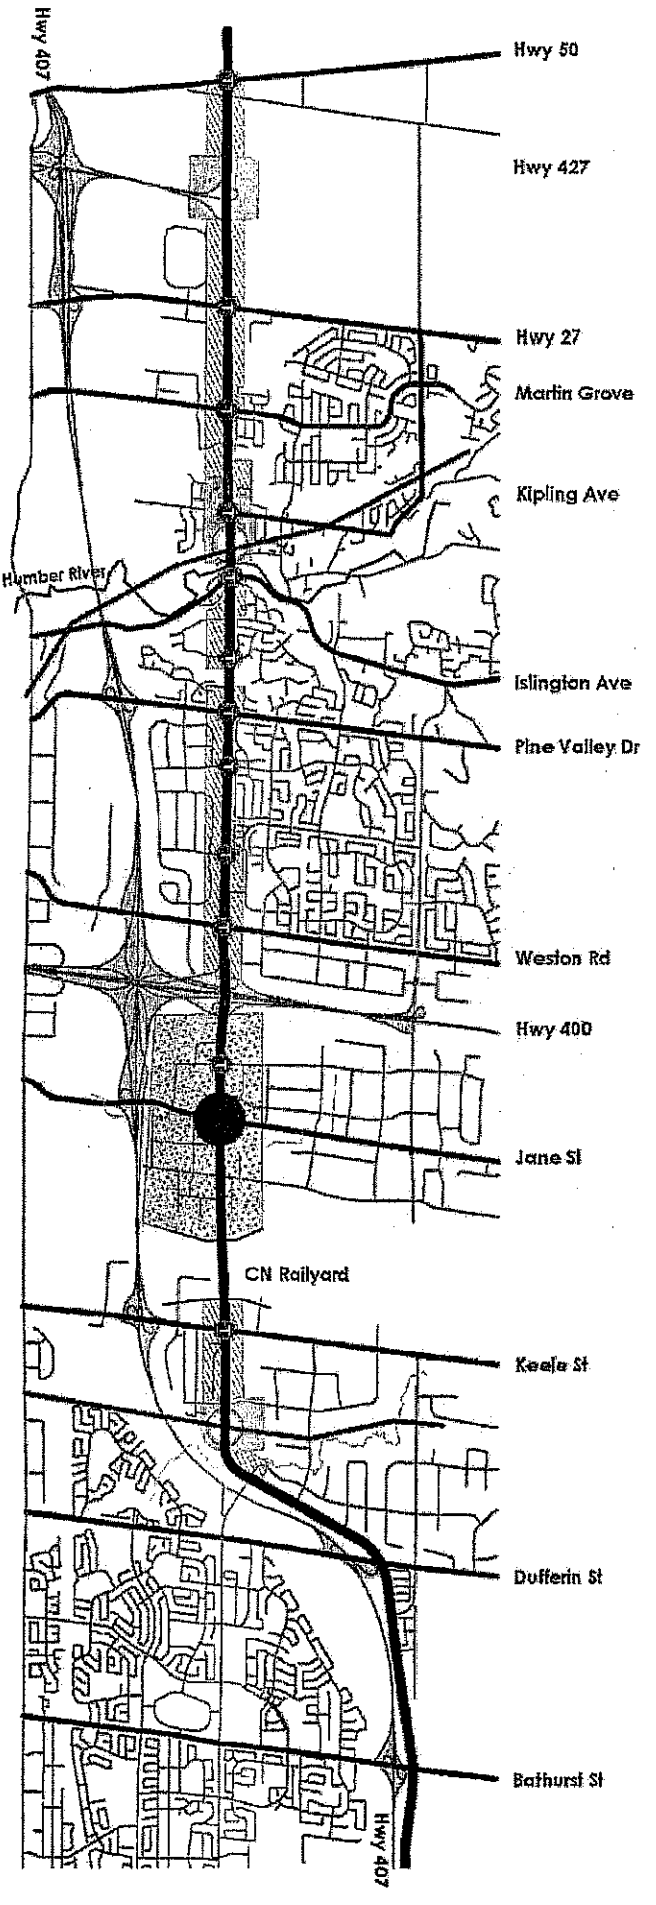 Hwy 407
Hwy 50
Hwy 427
Hwy 27
Martin Grove
Kipling Ave
Humber River
Islington Ave
Pine Valley Dr
Weston Rd
Hwy 400
Jane St
CN Railyard
Keele St
Dufferin St
Bathurst St
Hwy 407